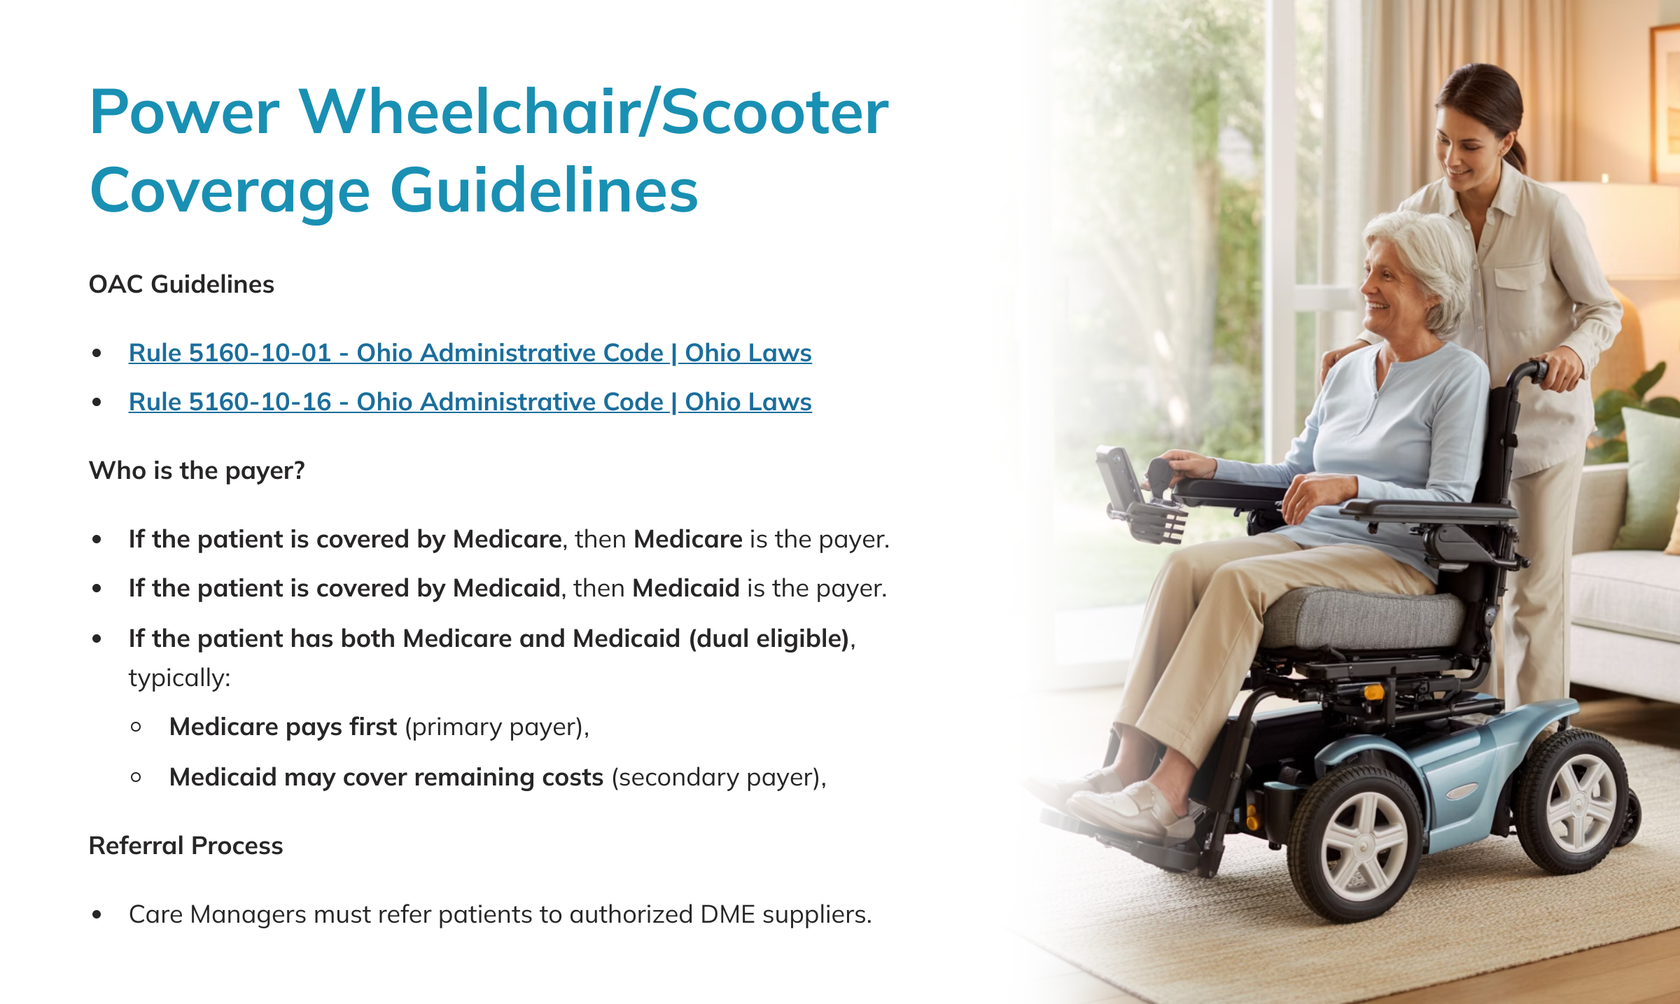 Power Wheelchair/Scooter
Coverage Guidelines
OAC Guidelines
• Rule 5160-10-01 - Ohio Administrative Code | Ohio Laws
• Rule 5160-10-16 - Ohio Administrative Code | Ohio Laws
Who is the payer?
• If the patient is covered by Medicare, then Medicare is the payer.
• If the patient is covered by Medicaid, then Medicaid is the payer.
• If the patient has both Medicare and Medicaid (dual eligible),
typically:
○ Medicare pays first (primary payer),
○ Medicaid may cover remaining costs (secondary payer),
Referral Process
• Care Managers must refer patients to authorized DME suppliers.